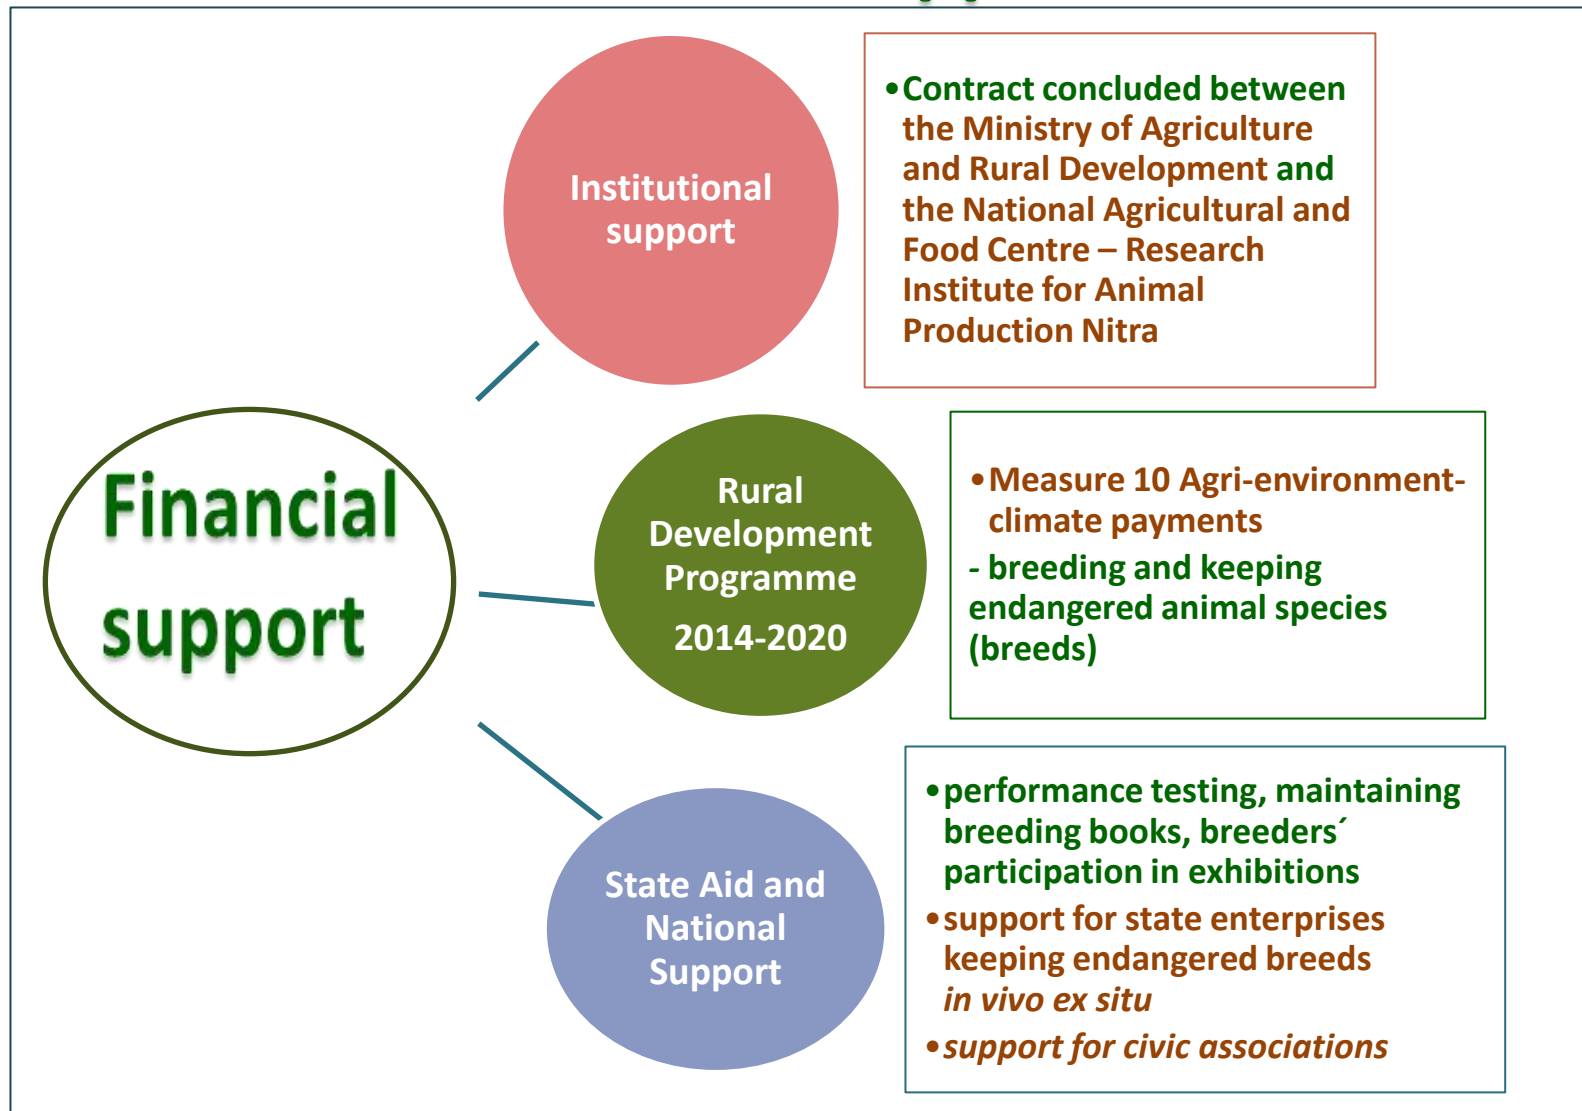 Financial
support
Institutional
support
•Contract concluded between
the Ministry of Agriculture
and Rural Development and
the National Agricultural and
Food Centre – Research
Institute for Animal
Production Nitra
Rural
Development
Programme
2014-2020
•Measure 10 Agri-environment-
climate payments
- breeding and keeping
endangered animal species
(breeds)
State Aid and
National
Support
•performance testing, maintaining
breeding books, breeders´
participation in exhibitions
•support for state enterprises
keeping endangered breeds
in vivo ex situ
•support for civic associations